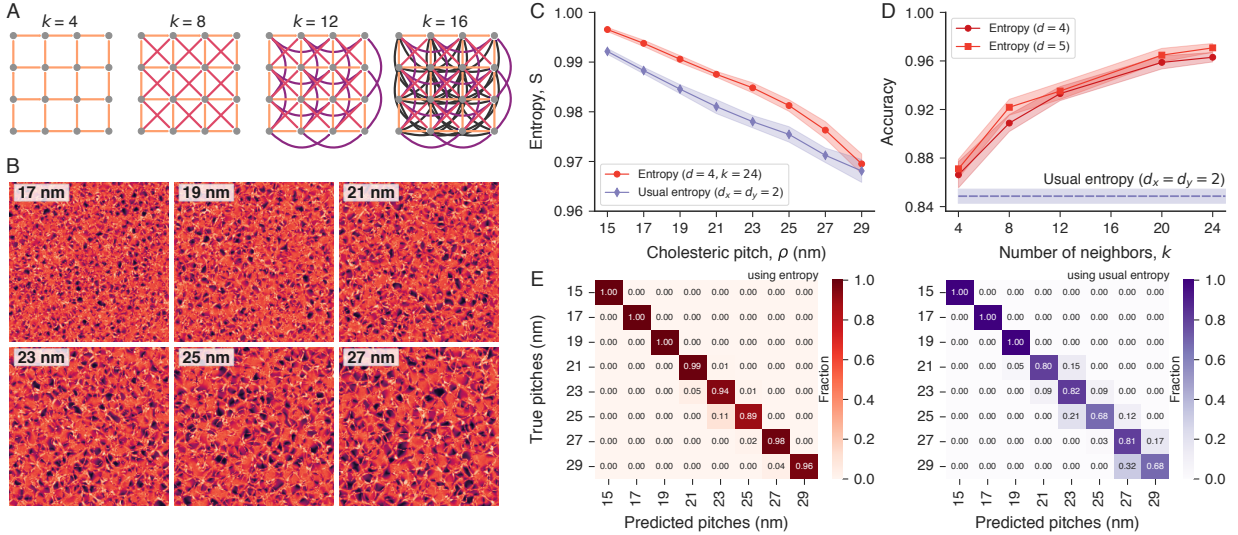 A
k = 4
k = 8
k = 12
k = 16
B
17 nm
19 nm
21 nm
23 nm
25 nm
27 nm
C
1.00
0.99
0.98
0.97
0.96
Entropy, S
Entropy (d = 4, k = 24)
Usual entropy (dx = dy = 2)
15 17 19 21 23 25 27 29
Cholesteric pitch, ρ (nm)
D
1.00
0.96
0.92
0.88
0.84
Accuracy
Entropy (d = 4)
Entropy (d = 5)
Usual entropy (dx = dy = 2)
4 8 12 16 20 24
Number of neighbors, k
E
using entropy
True pitches (nm)
15 1.00 0.00 0.00 0.00 0.00 0.00 0.00 0.00
17 0.00 1.00 0.00 0.00 0.00 0.00 0.00 0.00
19 0.00 0.00 1.00 0.00 0.00 0.00 0.00 0.00
21 0.00 0.00 0.00 0.99 0.01 0.00 0.00 0.00
23 0.00 0.00 0.00 0.05 0.94 0.01 0.00 0.00
25 0.00 0.00 0.00 0.00 0.11 0.89 0.00 0.00
27 0.00 0.00 0.00 0.00 0.00 0.02 0.98 0.00
29 0.00 0.00 0.00 0.00 0.00 0.00 0.04 0.96
15 17 19 21 23 25 27 29
Predicted pitches (nm)
Fraction
1.0
0.8
0.6
0.4
0.2
0.0
using usual entropy
1.00 0.00 0.00 0.00 0.00 0.00 0.00 0.00
0.00 1.00 0.00 0.00 0.00 0.00 0.00 0.00
0.00 0.00 1.00 0.00 0.00 0.00 0.00 0.00
0.00 0.00 0.05 0.80 0.15 0.00 0.00 0.00
0.00 0.00 0.00 0.09 0.82 0.09 0.00 0.00
0.00 0.00 0.00 0.00 0.21 0.68 0.12 0.00
0.00 0.00 0.00 0.00 0.00 0.03 0.81 0.17
0.00 0.00 0.00 0.00 0.00 0.00 0.32 0.68
15 17 19 21 23 25 27 29
Predicted pitches (nm)
Fraction
1.0
0.8
0.6
0.4
0.2
0.0